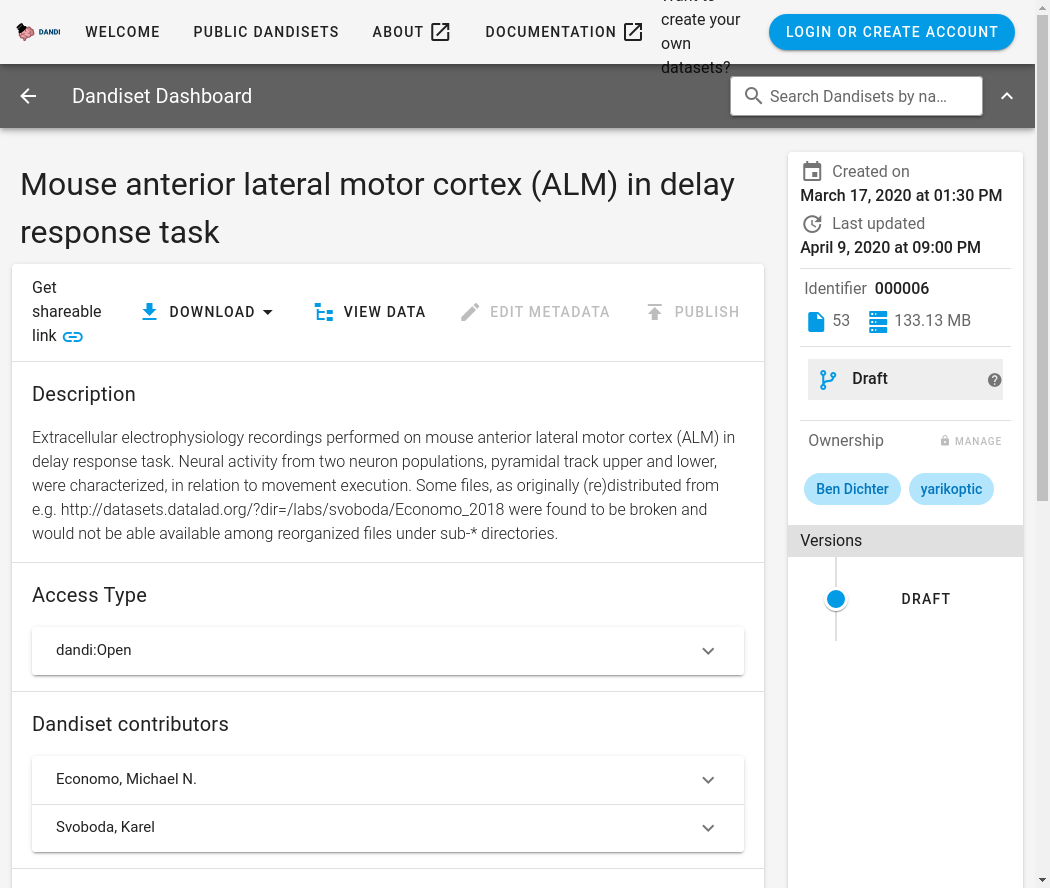 DANDI
WELCOME
PUBLIC DANDISETS
ABOUT
DOCUMENTATION
create your
own
datasets?
LOGIN OR CREATE ACCOUNT
Dandiset Dashboard
Search Dandisets by na…
Mouse anterior lateral motor cortex (ALM) in delay
response task
Get
shareable
link
DOWNLOAD
VIEW DATA
EDIT METADATA
PUBLISH
Description
Extracellular electrophysiology recordings performed on mouse anterior lateral motor cortex (ALM) in
delay response task. Neural activity from two neuron populations, pyramidal track upper and lower,
were characterized, in relation to movement execution. Some files, as originally (re)distributed from
e.g. http://datasets.datalad.org/?dir=/labs/svoboda/Economo_2018 were found to be broken and
would not be able available among reorganized files under sub-* directories.
Access Type
dandi:Open
Dandiset contributors
Economo, Michael N.
Svoboda, Karel
Created on
March 17, 2020 at 01:30 PM
Last updated
April 9, 2020 at 09:00 PM
Identifier 000006
53 133.13 MB
Draft
Ownership
MANAGE
Ben Dichter
yarikoptic
Versions
DRAFT